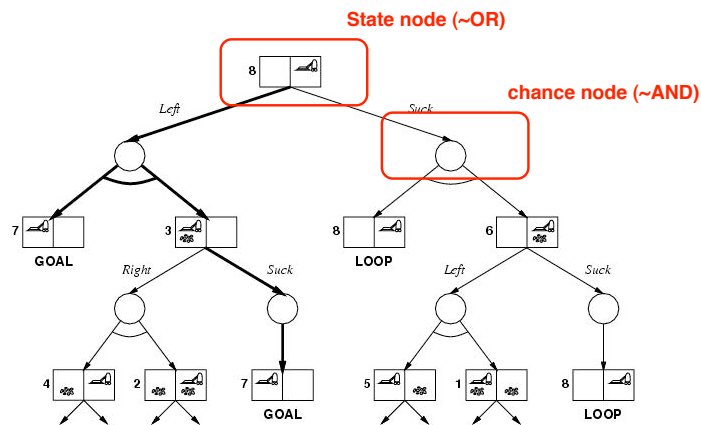 State node (~OR)
8
chance node (~AND)
Left
Suck
7
3
8
6
GOAL
LOOP
Right
Suck
Left
Suck
4
2
7
5
1
8
GOAL
LOOP